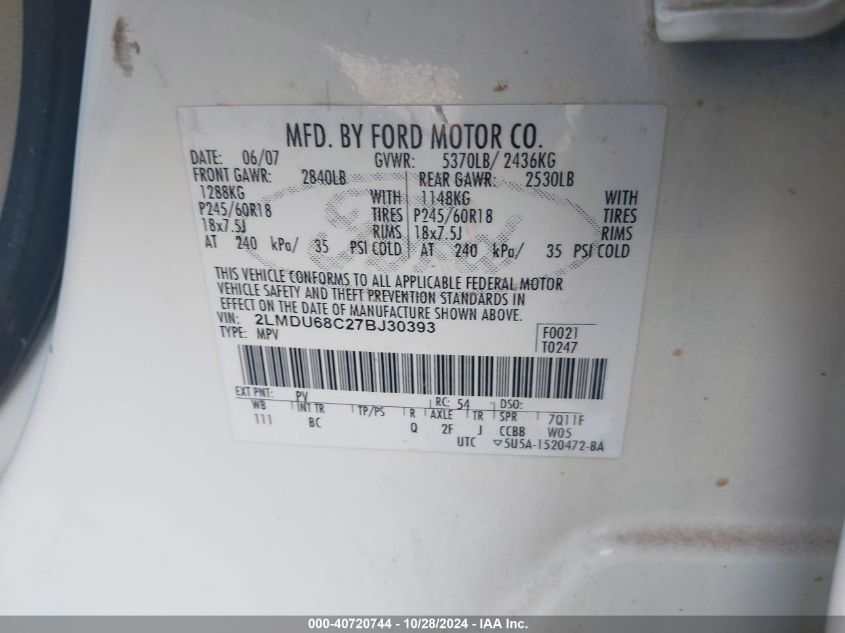 MFD. BY FORD MOTOR CO.
DATE: 06/07 GVWR: 5370LB/ 2436KG
FRONT GAWR: 2840LB REAR GAWR: 2530LB
1288KG WITH 1148KG WITH
P245/60R18 TIRES P245/60R18 TIRES
18x7.5J RIMS 18x7.5J RIMS
AT 240 kPa/ 35 PSI COLD AT 240 kPa/ 35 PSI COLD
Ford
THIS VEHICLE CONFORMS TO ALL APPLICABLE FEDERAL MOTOR
VEHICLE SAFETY AND THEFT PREVENTION STANDARDS IN
EFFECT ON THE DATE OF MANUFACTURE SHOWN ABOVE.
VIN: 2LMDU68C27BJ30393 F0021
TYPE: MPV T0247
EXT PNT: PV RC: 54 DSO:
WB INT TR TP/PS R AXLE TR SPR 7Q11F
111 BC Q 2F J CCBB W05
UTC ▽5U5A-1520472-BA
000-40720744 - 10/28/2024 - IAA Inc.